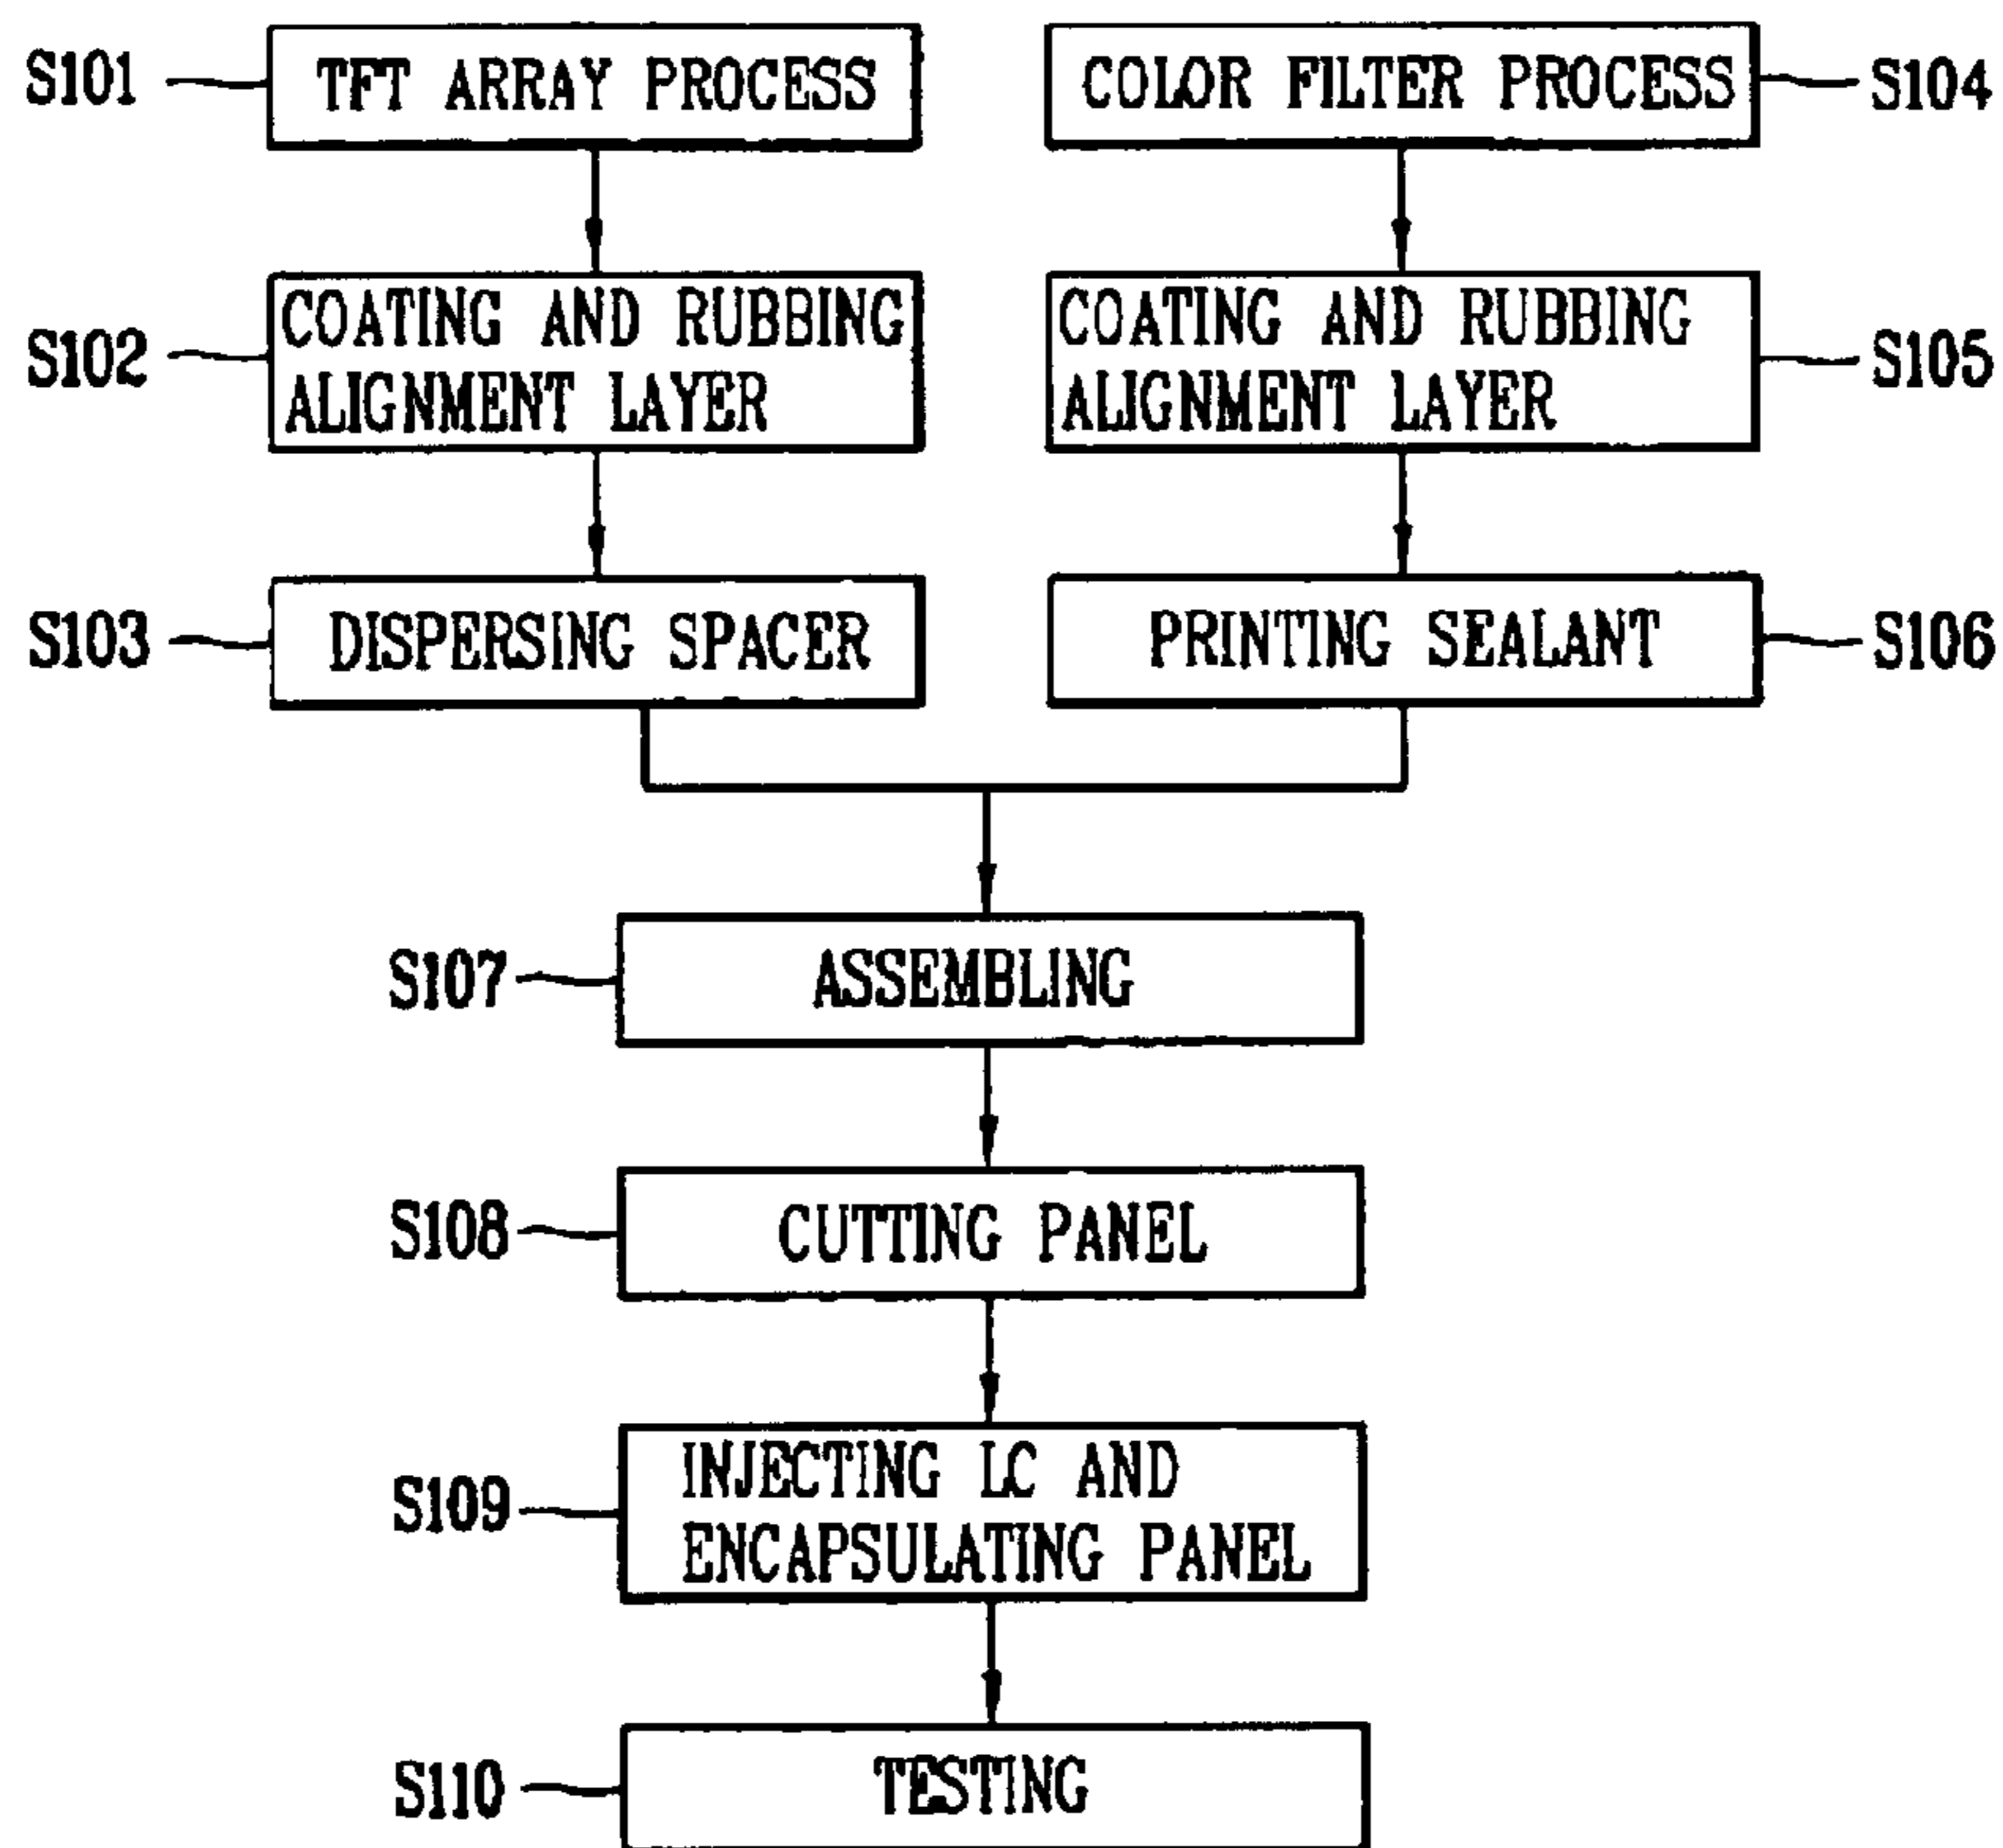 S101
TFT ARRAY PROCESS
COLOR FILTER PROCESS
S104
S102
COATING AND RUBBING
ALIGNMENT LAYER
COATING AND RUBBING
ALIGNMENT LAYER
S105
S103
DISPERSING SPACER
PRINTING SEALANT
S106
S107
ASSEMBLING
S108
CUTTING PANEL
S109
INJECTING LC AND
ENCAPSULATING PANEL
S110
TESTING